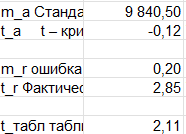 m_a Станда 9 840,50
t_a t – кри -0,12
m_r ошибка 0,20
t_r Фактичес 2,85
t_табл табли 2,11